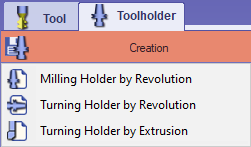 Tool Toolholder
Creation
Milling Holder by Revolution
Turning Holder by Revolution
Turning Holder by Extrusion